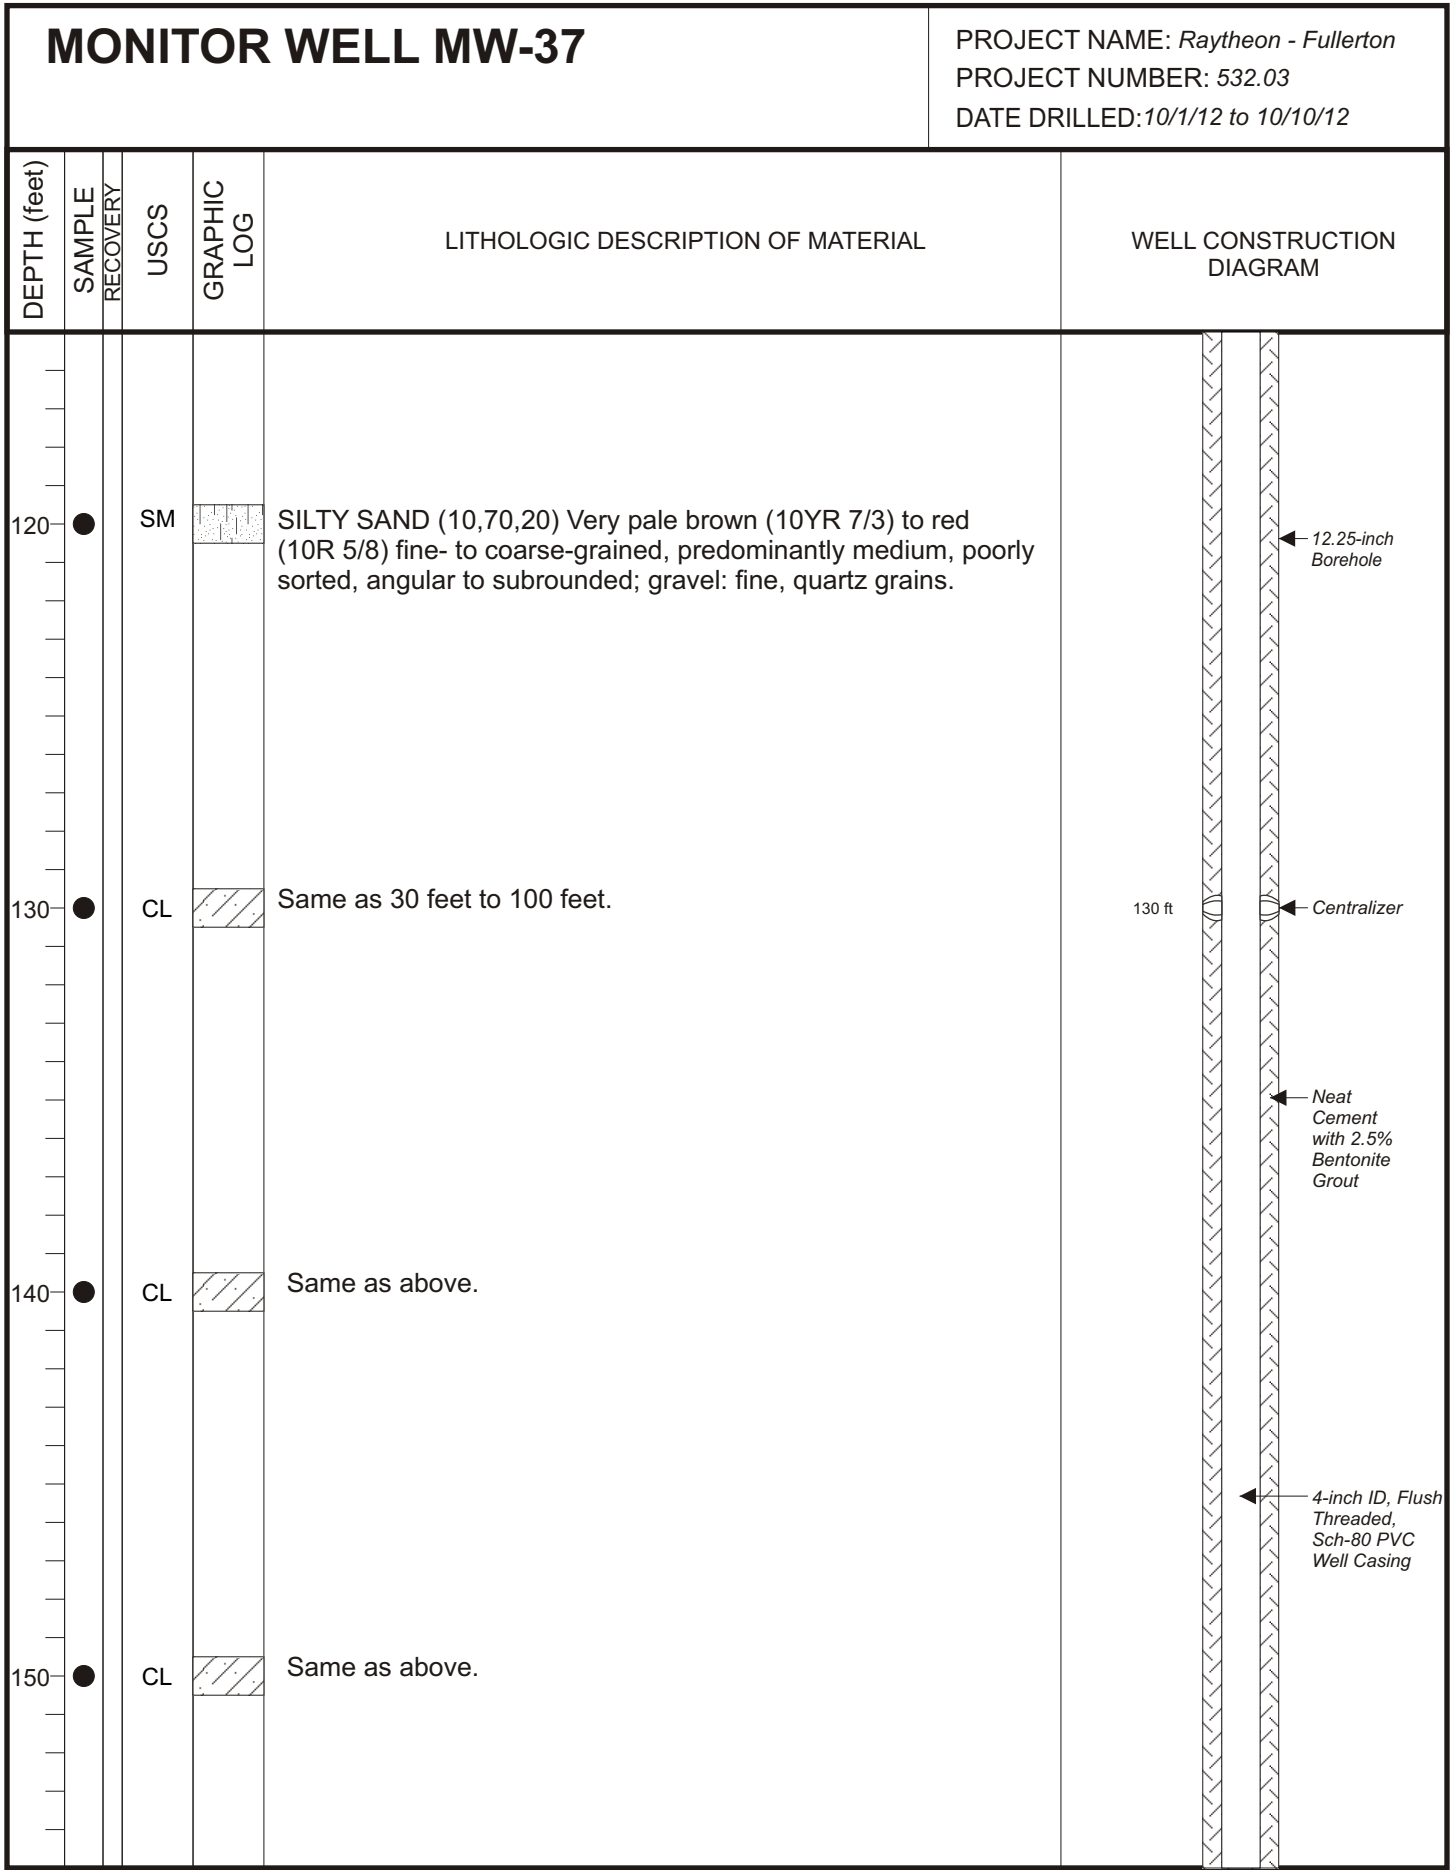 MONITOR WELL MW-37
PROJECT NAME: Raytheon - Fullerton
PROJECT NUMBER: 532.03
DATE DRILLED:10/1/12 to 10/10/12
DEPTH (feet)
SAMPLE
RECOVERY
USCS
GRAPHIC
LOG
LITHOLOGIC DESCRIPTION OF MATERIAL
WELL CONSTRUCTION
DIAGRAM
120
SM
SILTY SAND (10,70,20) Very pale brown (10YR 7/3) to red
(10R 5/8) fine- to coarse-grained, predominantly medium, poorly
sorted, angular to subrounded; gravel: fine, quartz grains.
12.25-inch
Borehole
130
CL
Same as 30 feet to 100 feet.
130 ft
Centralizer
Neat
Cement
with 2.5%
Bentonite
Grout
140
CL
Same as above.
4-inch ID, Flush
Threaded,
Sch-80 PVC
Well Casing
150
CL
Same as above.